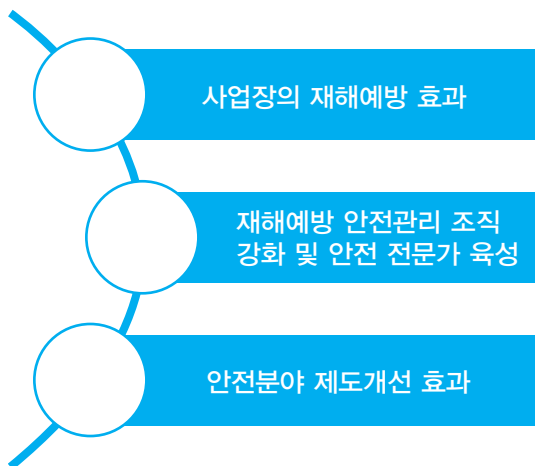 사업장의 재해예방 효과
재해예방 안전관리 조직
강화 및 안전 전문가 육성
안전분야 제도개선 효과